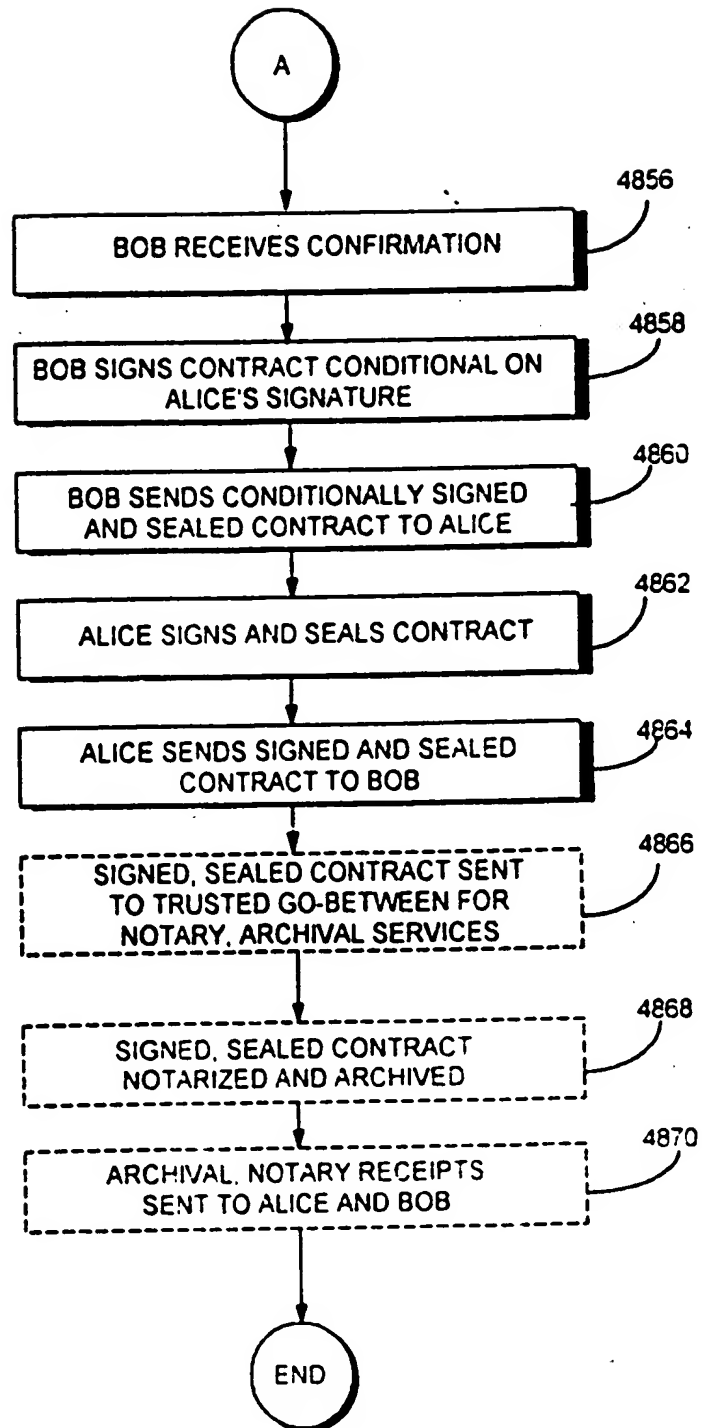 A
4856
BOB RECEIVES CONFIRMATION
4858
BOB SIGNS CONTRACT CONDITIONAL ON
ALICE'S SIGNATURE
4860
BOB SENDS CONDITIONALLY SIGNED
AND SEALED CONTRACT TO ALICE
4862
ALICE SIGNS AND SEALS CONTRACT
4864
ALICE SENDS SIGNED AND SEALED
CONTRACT TO BOB
4866
SIGNED, SEALED CONTRACT SENT
TO TRUSTED GO-BETWEEN FOR
NOTARY, ARCHIVAL SERVICES
4868
SIGNED, SEALED CONTRACT
NOTARIZED AND ARCHIVED
4870
ARCHIVAL, NOTARY RECEIPTS
SENT TO ALICE AND BOB
END